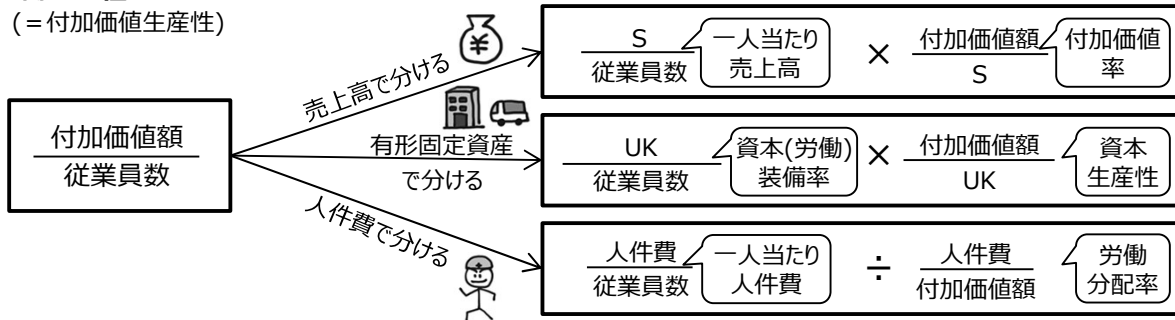 (=付加価値生産性)
付加価値額
従業員数
売上高で分ける
¥
有形固定資産
で分ける
人件費で分ける
S
従業員数
一人当たり
売上高
×
付加価値額
S
付加価値
率
UK
従業員数
資本(労働)
装備率
×
付加価値額
UK
資本
生産性
人件費
従業員数
一人当たり
人件費
÷
人件費
付加価値額
労働
分配率